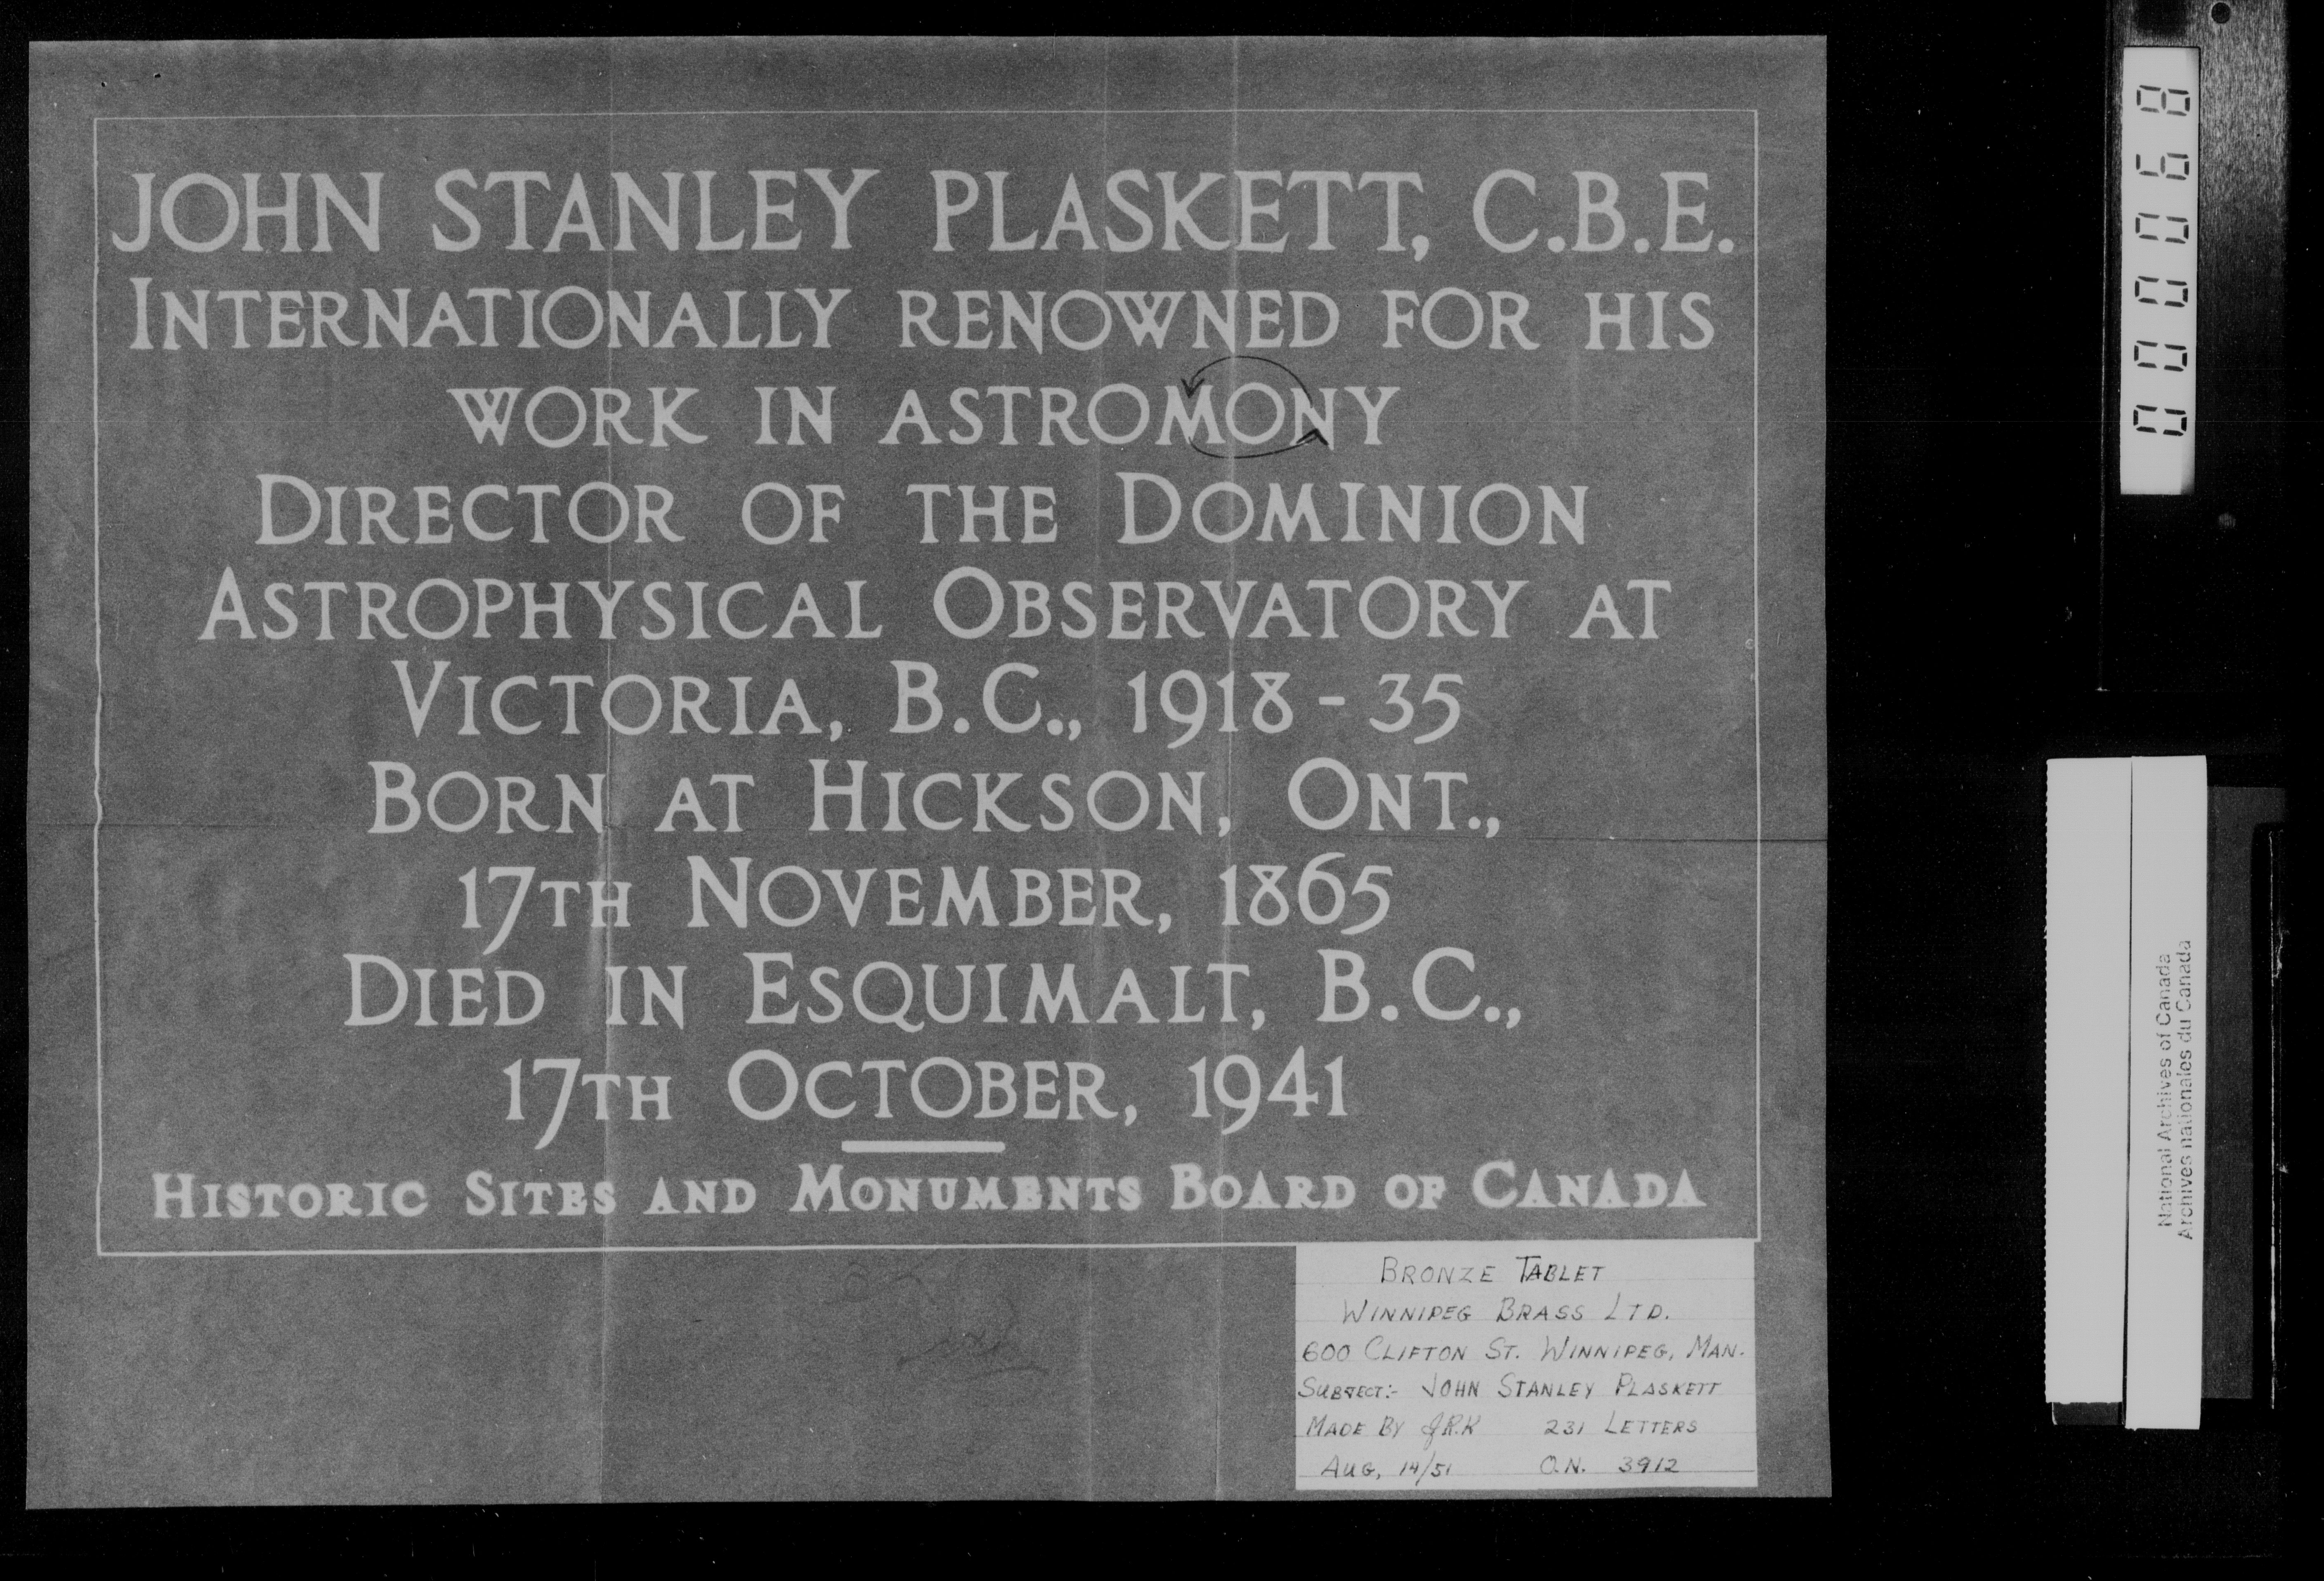 JOHN STANLEY PLASKETT, C.B.E.
INTERNATIONALLY RENOWNED FOR HIS
WORK IN ASTROMONY
DIRECTOR OF THE DOMINION
ASTROPHYSICAL OBSERVATORY AT
VICTORIA, B.C., 1918 - 35
BORN AT HICKSON, ONT.,
17TH NOVEMBER, 1865
DIED IN ESQUIMALT, B.C.,
17TH OCTOBER, 1941
HISTORIC SITES AND MONUMENTS BOARD OF CANADA
BRONZE TABLET
WINNIPEG BRASS LTD.
600 CLIFTON ST. WINNIPEG, MAN.
SUBJECT:- JOHN STANLEY PLASKETT
MADE BY J.R.K 231 LETTERS
AUG, 14/51 O.N. 3912
000068
National Archives of Canada
Archives nationales du Canada